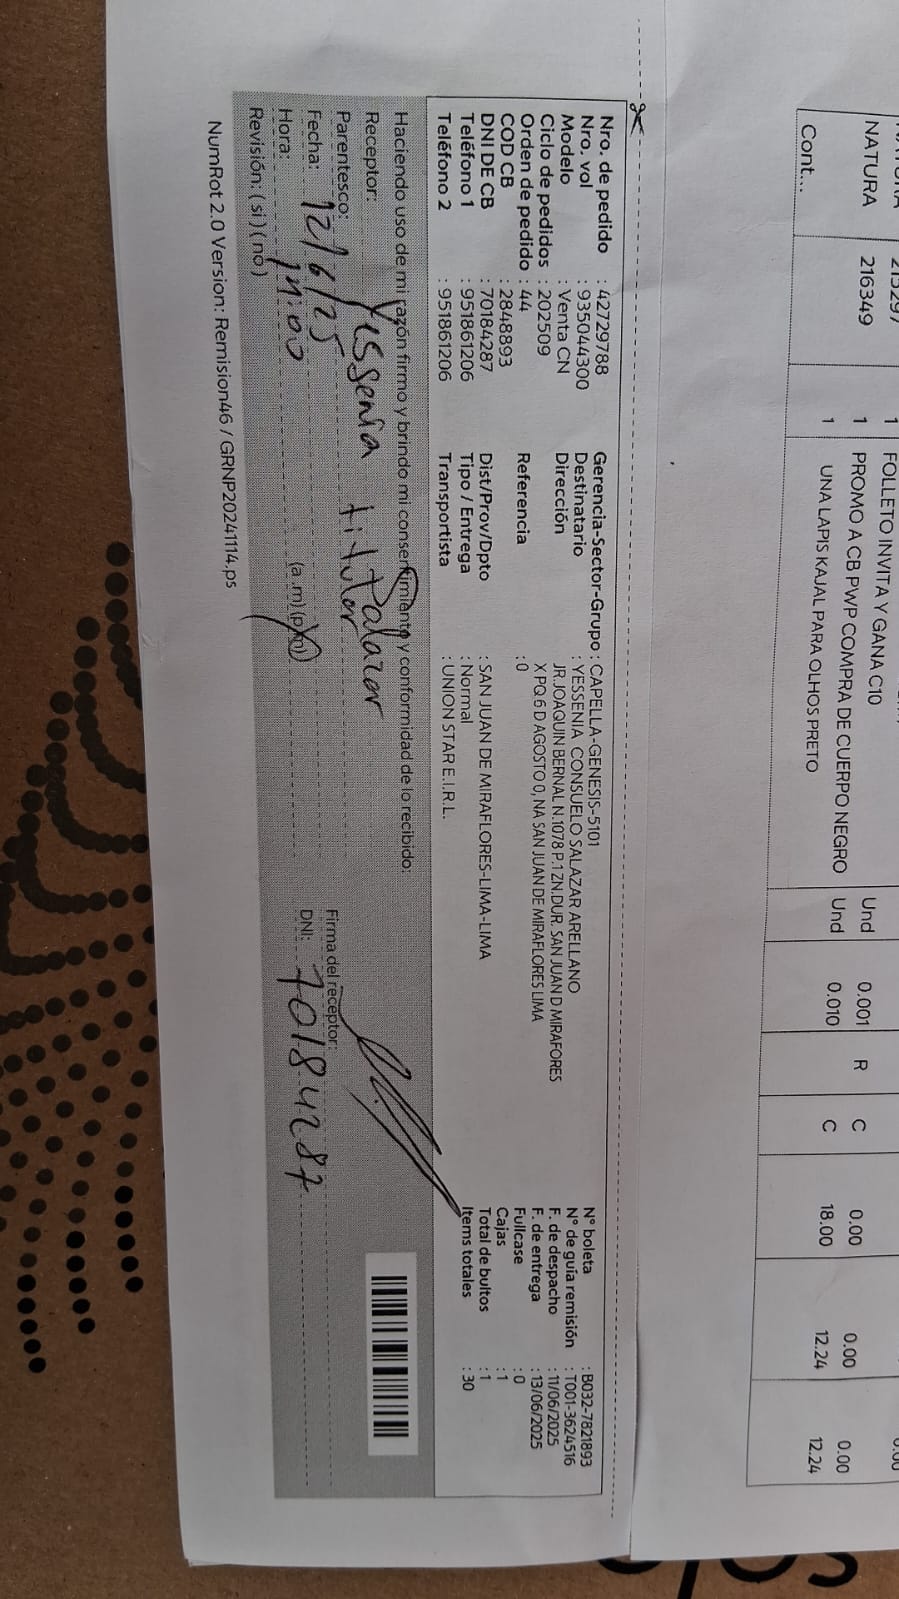 NATURA 216349 1 FOLLETO INVITA Y GANA C10
1 PROMO A CB PWP COMPRA DE CUERPO NEGRO Und 0.001 R C 0.00 0.00 0.00
Cont... 1 UNA LAPIS KAJAL PARA OLHOS PRETO Und 0.010 C 18.00 12.24 12.24
Nro. de pedido : 42729788
Nro. vol : 935044300
Modelo : Venta CN
Ciclo de pedidos : 202509
Orden de pedido : 44
COD CB : 2848893
DNI DE CB : 70184287
Teléfono 1 : 951861206
Teléfono 2 : 951861206
Gerencia-Sector-Grupo : CAPELLA-GENESIS-5101
Destinatario : YESSENIA CONSUELO SALAZAR ARELLANO
Dirección : JR.JOAQUIN BERNAL N.1078 P.1 ZN.DUR. SAN JUAN D MIRAFORES
X PQ.6 D AGOSTO 0, NA SAN JUAN DE MIRAFLORES LIMA
Referencia : 0
Dist/Prov/Dpto : SAN JUAN DE MIRAFLORES-LIMA-LIMA
Tipo / Entrega : Normal
Transportista : UNION STAR E.I.R.L.
N° boleta : B032-7821893
N° de guía remisión : T001-3624516
F. de despacho : 11/06/2025
F. de entrega : 13/06/2025
Fullcase : 0
Cajas : 1
Total de bultos : 1
Items totales : 30
Haciendo uso de mi razón firmo y brindo mi consentimiento y conformidad de lo recibido:
Receptor: Yessenia Salazar
Parentesco: titular
Fecha: 12/6/25
Hora: 14:00 (a.m) (p.m)
Revisión: ( si ) ( no )
Firma del receptor:
DNI: 70184287
NumRot 2.0 Version: Remision46 / GRNP20241114.ps